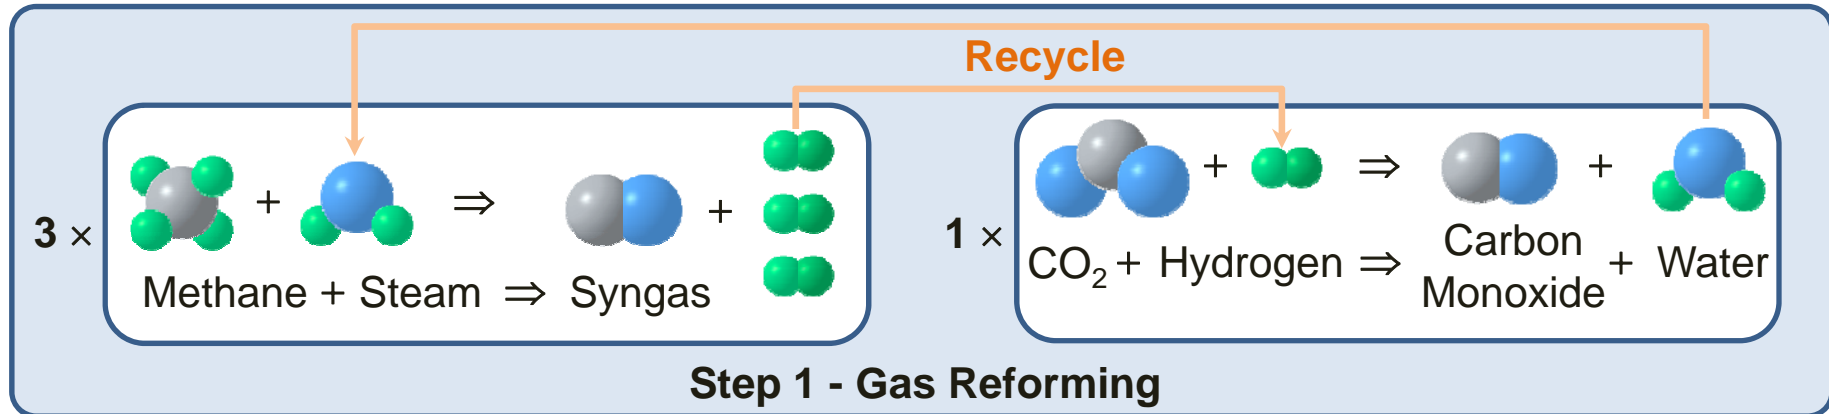 Recycle
3 ×
+ ⇒ +
Methane + Steam ⇒ Syngas
1 ×
+ ⇒ +
CO₂ + Hydrogen ⇒ Carbon Monoxide + Water
Step 1 - Gas Reforming